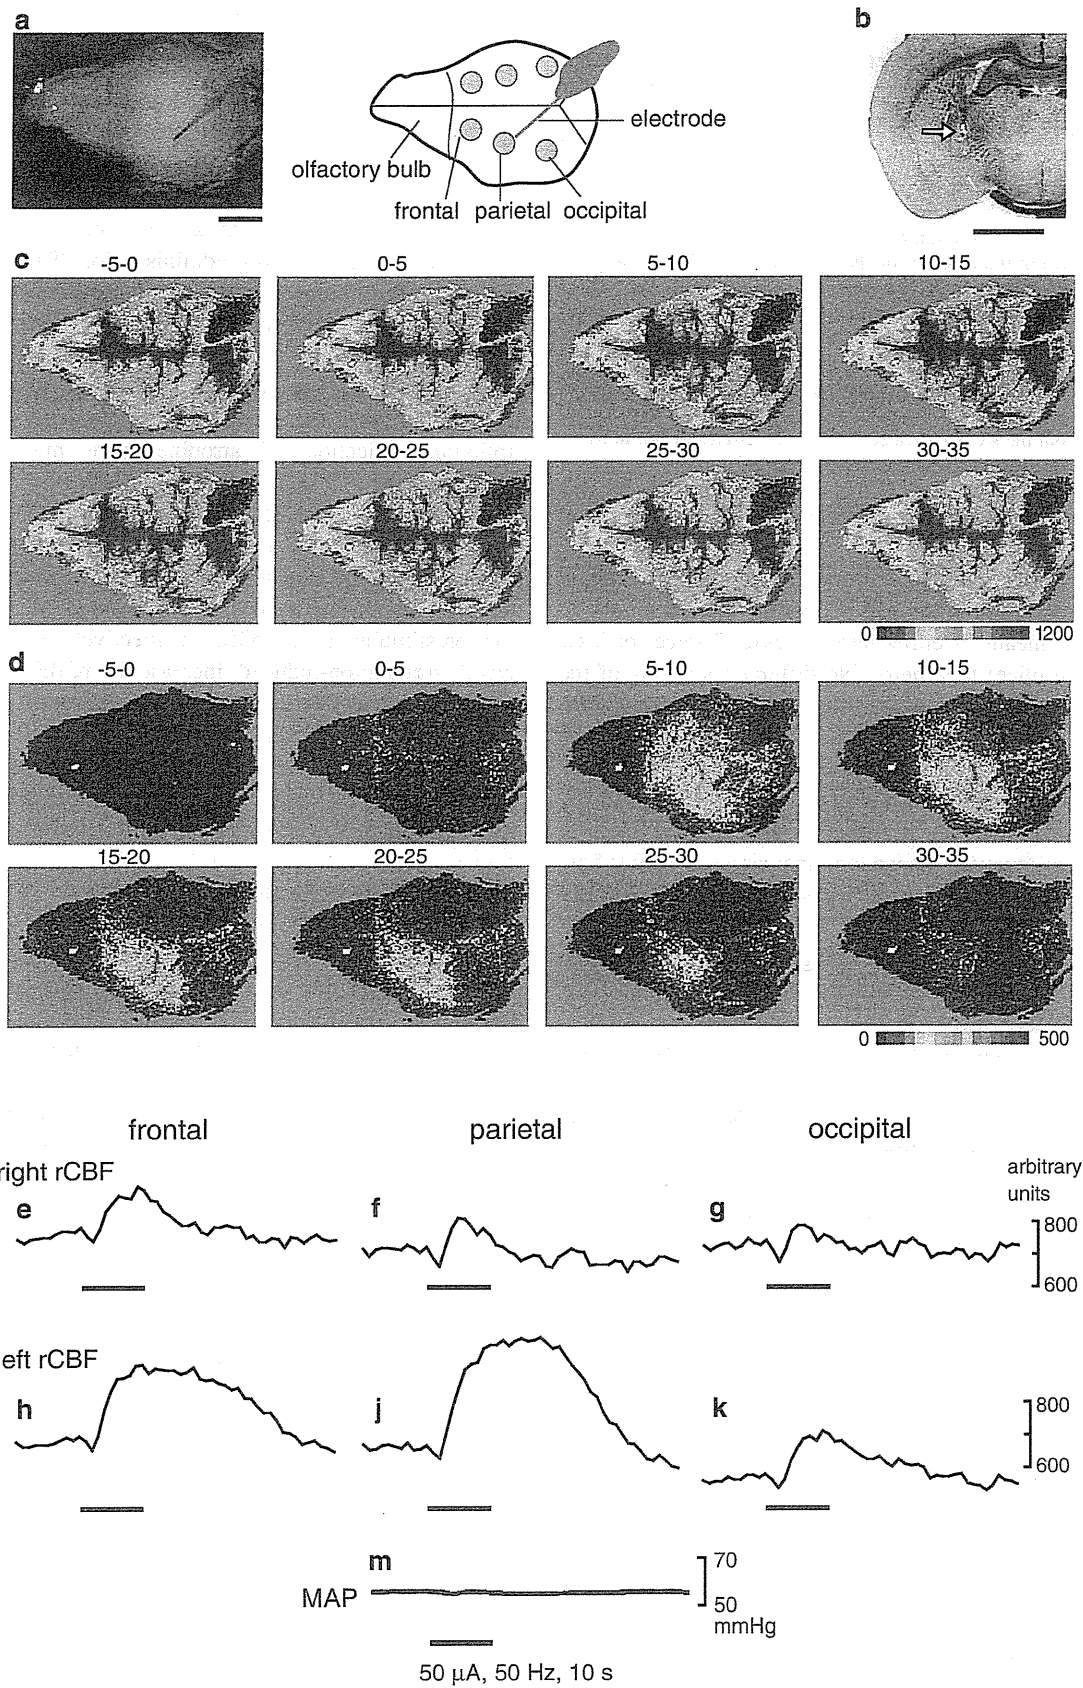 a
b
electrode
olfactory bulb
frontal parietal occipital
c
-5-0 0-5 5-10 10-15
15-20 20-25 25-30 30-35
0 1200
d
-5-0 0-5 5-10 10-15
15-20 20-25 25-30 30-35
0 500
frontal parietal occipital
right rCBF
arbitrary
units
e f g
800
600
eft rCBF
h j k
800
600
m
70
MAP
50
mmHg
50 μA, 50 Hz, 10 s